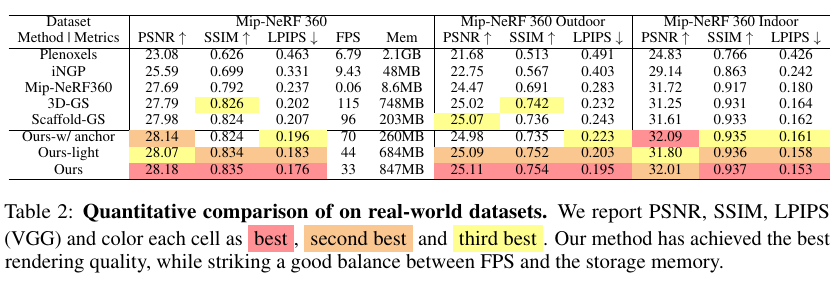 Dataset Mip-NeRF 360 Mip-NeRF 360 Outdoor Mip-NeRF 360 Indoor
Method | Metrics PSNR ↑ SSIM ↑ LPIPS ↓ FPS Mem PSNR ↑ SSIM ↑ LPIPS ↓ PSNR ↑ SSIM ↑ LPIPS ↓
Plenoxels 23.08 0.626 0.463 6.79 2.1GB 21.68 0.513 0.491 24.83 0.766 0.426
iNGP 25.59 0.699 0.331 9.43 48MB 22.75 0.567 0.403 29.14 0.863 0.242
Mip-NeRF360 27.69 0.792 0.237 0.06 8.6MB 24.47 0.691 0.283 31.72 0.917 0.180
3D-GS 27.79 0.826 0.202 115 748MB 25.02 0.742 0.232 31.25 0.931 0.164
Scaffold-GS 27.98 0.824 0.207 96 203MB 25.07 0.736 0.243 31.61 0.933 0.162
Ours-w/ anchor 28.14 0.824 0.196 70 260MB 24.98 0.735 0.223 32.09 0.935 0.161
Ours-light 28.07 0.834 0.183 44 684MB 25.09 0.752 0.203 31.80 0.936 0.158
Ours 28.18 0.835 0.176 33 847MB 25.11 0.754 0.195 32.01 0.937 0.153
Table 2: Quantitative comparison of on real-world datasets. We report PSNR, SSIM, LPIPS
(VGG) and color each cell as best , second best and third best . Our method has achieved the best
rendering quality, while striking a good balance between FPS and the storage memory.